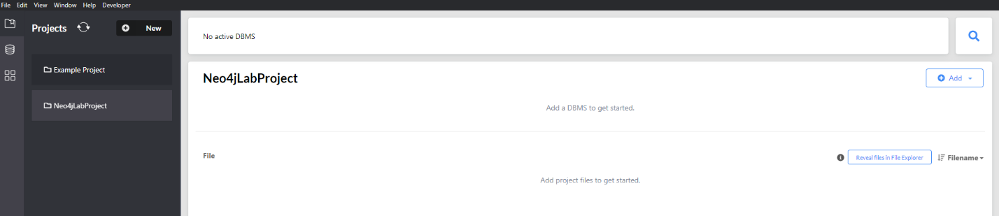 File Edit View Window Help Developer
Projects New
No active DBMS
Example Project
Neo4jLabProject
Neo4jLabProject Add
Add a DBMS to get started.
File Reveal files in File Explorer Filename
Add project files to get started.